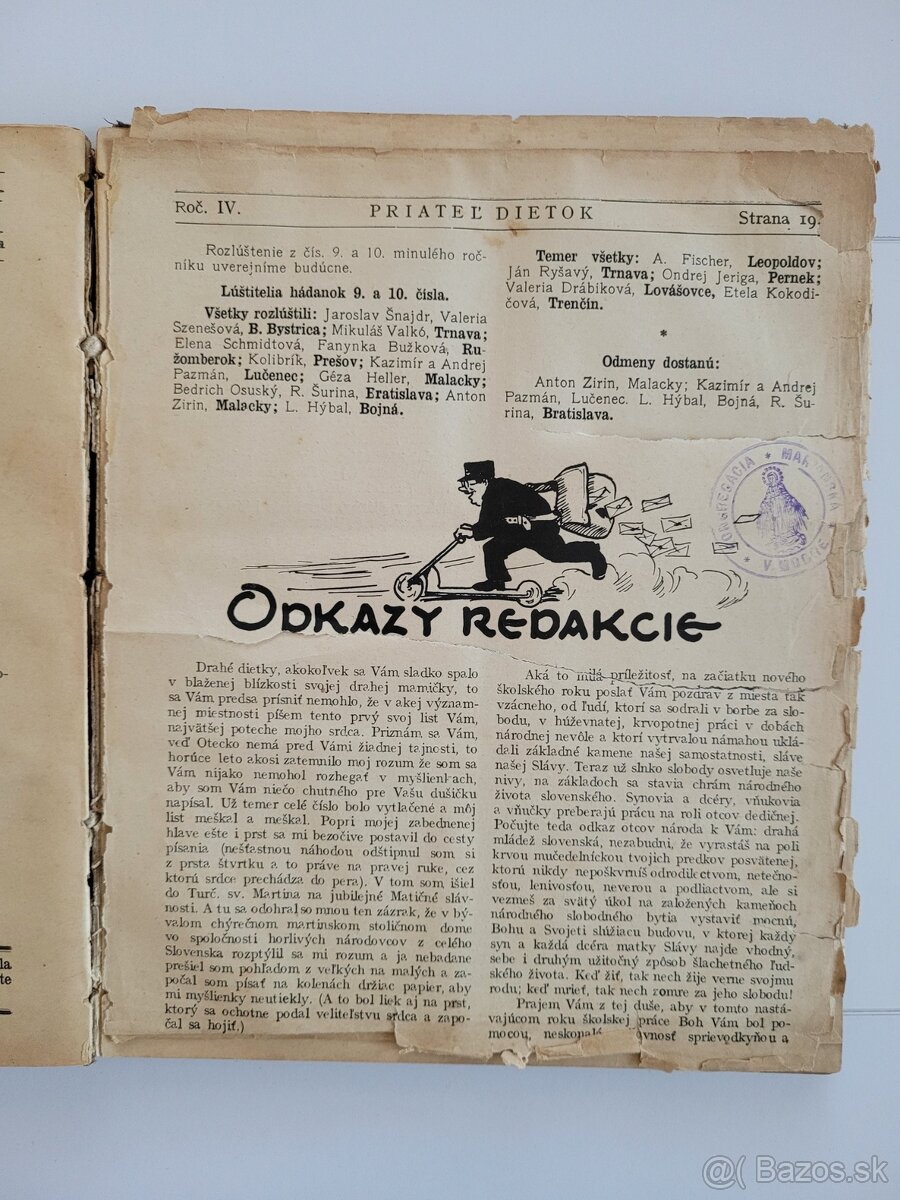 Roč. IV. PRIATEĽ DIETOK Strana 19.
Rozlúštenie z čís. 9. a 10. minulého roč-
níku uverejníme budúcne.
Lúštitelia hádanok 9. a 10. čísla.
Všetky rozlúštili: Jaroslav Šnajdr, Valeria
Szenešová, B. Bystrica; Mikuláš Valkó, Trnava;
Elena Schmidtová, Fanynka Bužková, Ru-
žomberok; Kolibrík, Prešov; Kazimír a Andrej
Pazmán, Lučenec; Géza Heller, Malacky;
Bedrich Osuský, R. Šurina, Eratislava; Anton
Zirin, Malacky; L. Hýbal, Bojná.
Temer všetky: A. Fischer, Leopoldov;
Ján Ryšavý, Trnava; Ondrej Jeriga, Pernek;
Valeria Drábiková, Lovášovce, Etela Kokodi-
čová, Trenčín.
*
Odmeny dostanú:
Anton Zirin, Malacky; Kazimír a Andrej
Pazmán, Lučenec. L. Hýbal, Bojná, R. Šu-
rina, Bratislava.
ODKAZY REDAKCIE
Drahé dietky, akokoľvek sa Vám sladko spalo
v blaženej blízkosti svojej drahej mamičky, to
sa Vám predsa prísniť nemohlo, že v akej význam-
nej miestnosti píšem tento prvý svoj list Vám,
najvätšej poteche mojho srdca. Priznám sa Vám,
veď Otecko nemá pred Vámi žiadnej tajnosti, to
horúce leto akosi zatemnilo moj rozum že som sa
Vám nijako nemohol rozhegať v myšlienkach,
aby som Vám niečo chutného pre Vašu dušičku
napísal. Už temer celé číslo bolo vytlačené a môj
list meškal a meškal. Popri mojej zabednenej
hlave ešte i prst sa mi bezočive postavil do cesty
písania (nešťastnou náhodou odštipnul som si
z prsta štvrtku a to práve na pravej ruke, cez
ktorú srdce prechádza do pera). V tom som išiel
do Turč. sv. Martina na jubilejné Matičné sláv-
nosti. A tu sa odohral so mnou ten zázrak, že v bý-
valom chýrečnom martinskom stoličnom dome
vo spoločnosti horlivých národovcov z celého
Slovenska rozptýlil sa mi rozum a ja nebadane
prešiel som pohľadom z veľkých na malých a za-
počal som písať na kolenách držiac papier, aby
mi myšlienky neutiekly. (A to bol liek aj na prst,
ktorý sa ochotne podal veliteľstvu srdca a zapo-
čal sa hojiť.)
Aká to milá príležitosť, na začiatku nového
školského roku poslať Vám pozdrav z miesta tak
vzácneho, od ľudí, ktorí sa sodrali v borbe za slo-
bodu, v húževnatej, krvopotnej práci v dobách
národnej nevôle a ktorí vytrvalou námahou uklá-
dali základné kamene našej samostatnosti, sláve
našej Slávy. Teraz už slnko slobody osvetluje naše
nivy, na základoch sa stavia chrám národného
života slovenského. Synovia a dcéry, vňukovia
a vňučky preberajú prácu na roli otcov dedičnej.
Počujte teda odkaz otcov národa k Vám: drahá
mládež slovenská, nezabudni, že vyrastáš na poli
krvou mučedelníckou tvojich predkov posvätenej,
ktorú nikdy nepoškvrníš odrodilctvom, netečno-
sťou, lenivosťou, neverou a podliactvom, ale si
vezmeš za svätý úkol na založených kameňoch
národného slobodného bytia vystaviť mocnú,
Bohu a Svojeti slúžiacu budovu, v ktorej každý
syn a každá dcéra matky Slávy najde vhodný,
sebe i druhým užitočný zpôsob šlachetného ľud-
ského života. Keď žiť, tak nech žije verne svojmu
rodu; keď mrieť, tak nech zomre za jeho slobodu!
Prajem Vám z tej duše, aby v tomto nastá-
vajúcom roku školskej práce Boh Vám bol po-
mocou, sprievodkyňou a
@ Bazos.sk